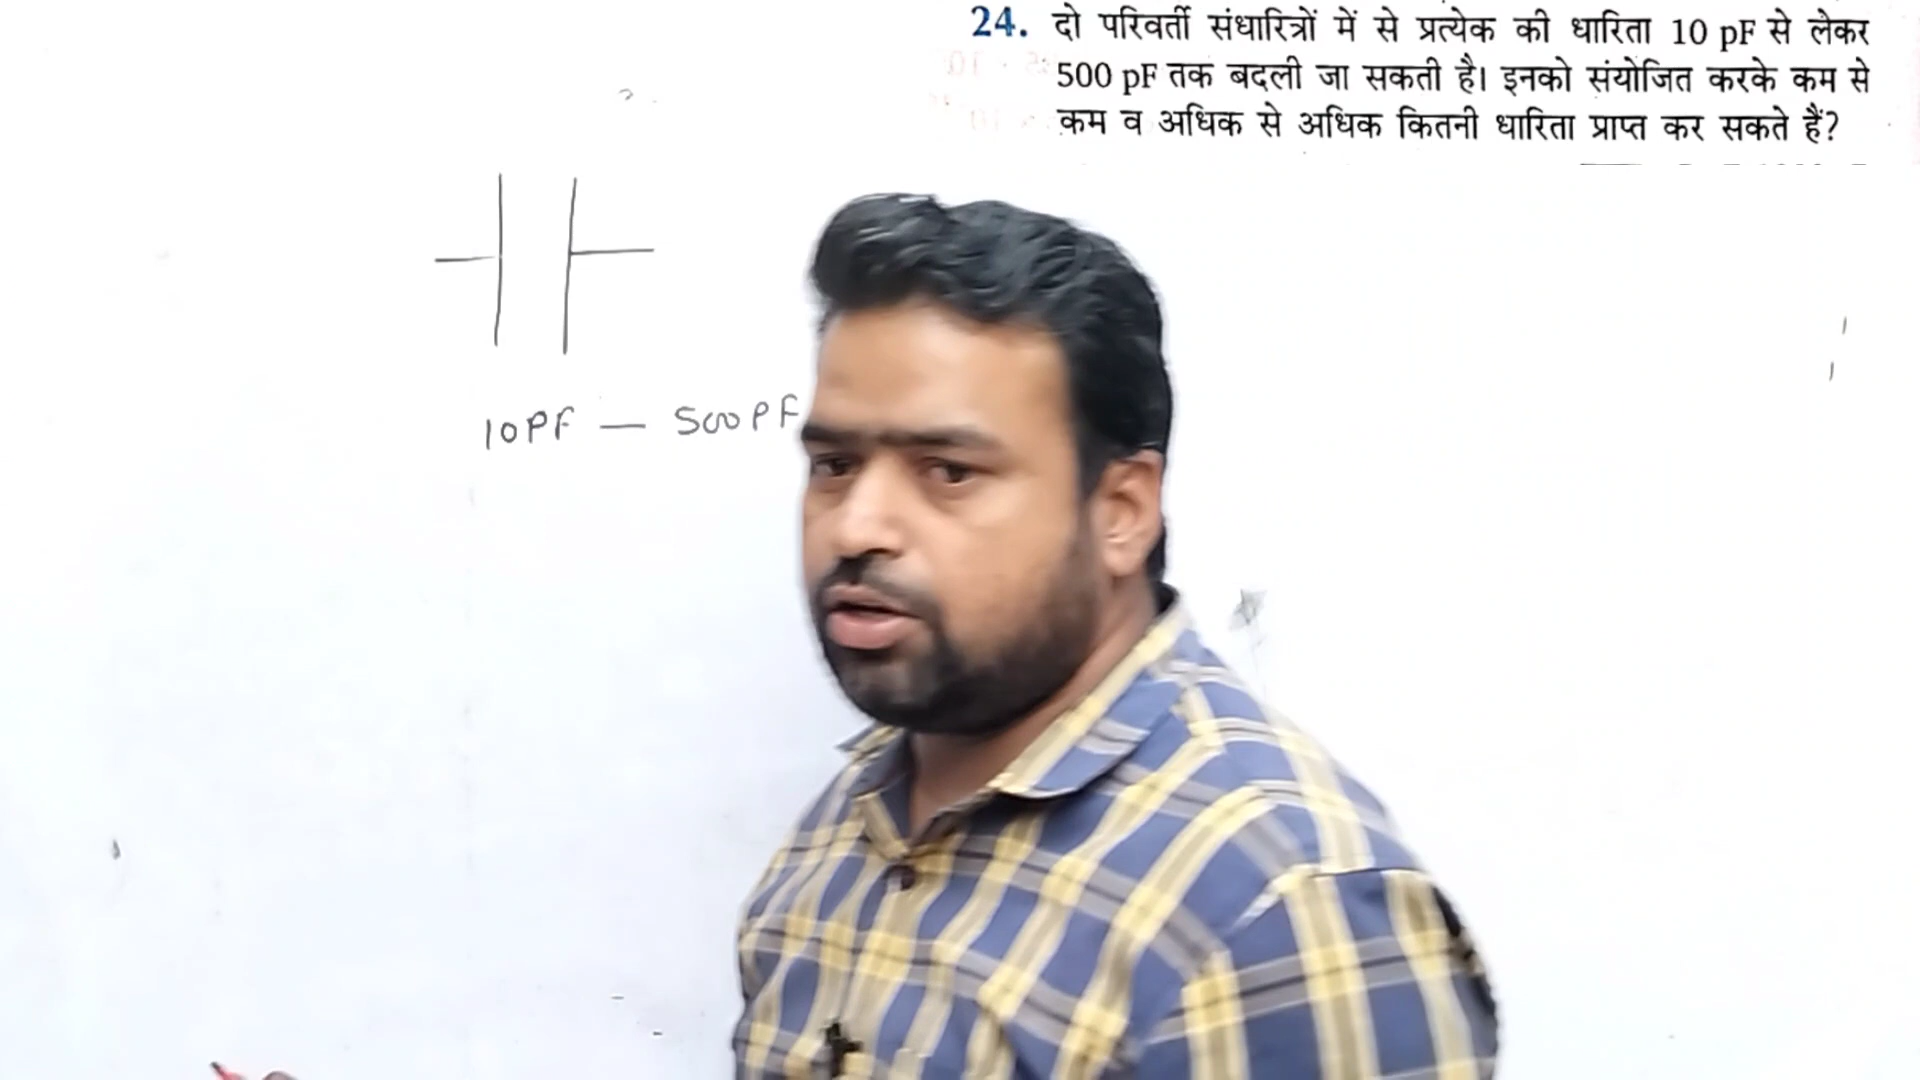 24. दो परिवर्ती संधारित्रों में से प्रत्येक की धारिता 10 pF से लेकर
500 pF तक बदली जा सकती है। इनको संयोजित करके कम से
कम व अधिक से अधिक कितनी धारिता प्राप्त कर सकते हैं?
10PF — 500PF